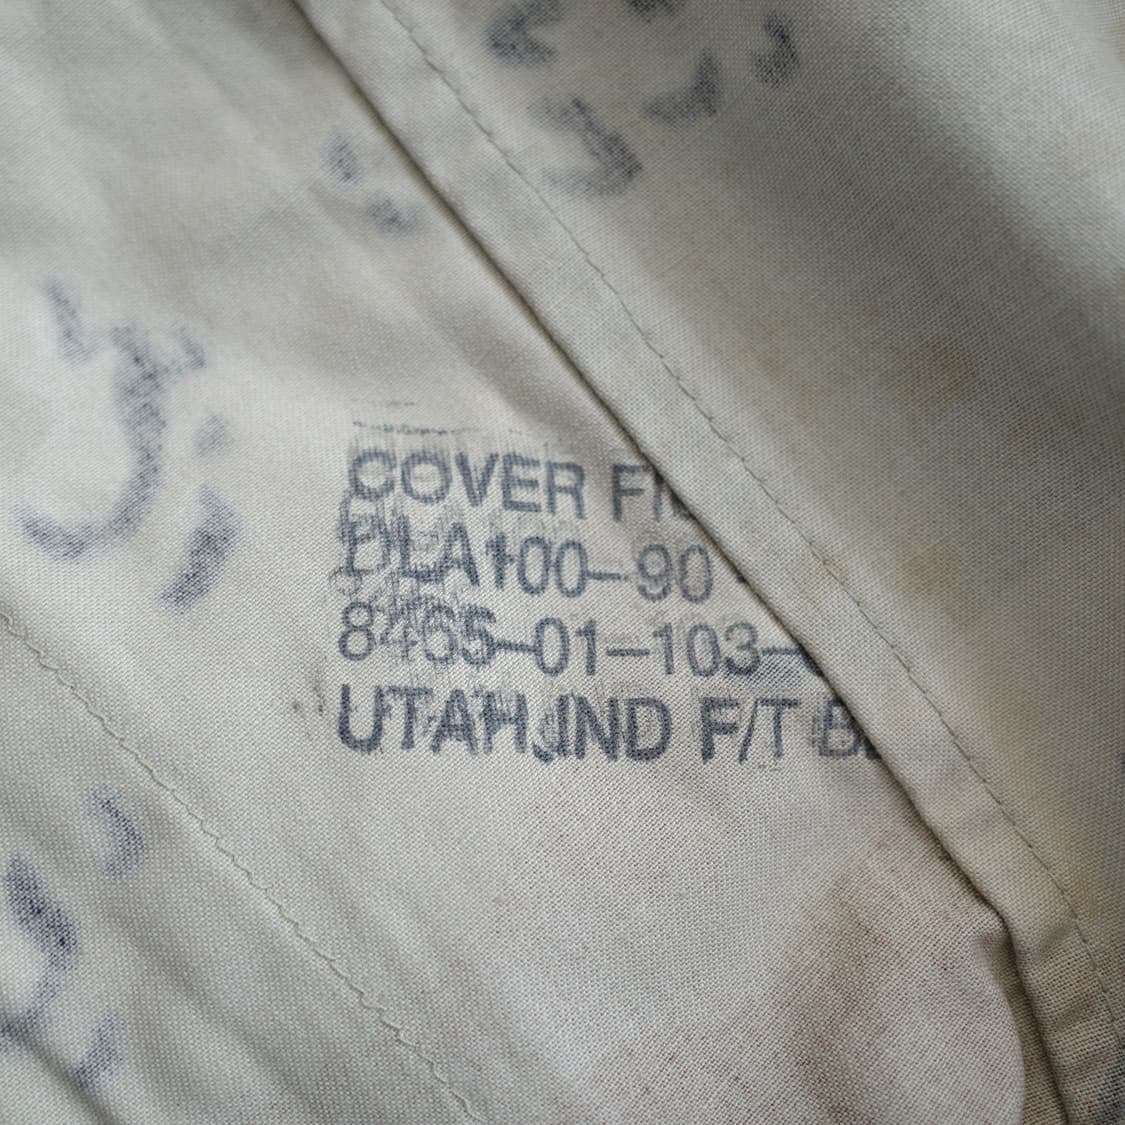 COVER FI
DLA100-90 -
8465-01-103-
UTAH IND F/T B